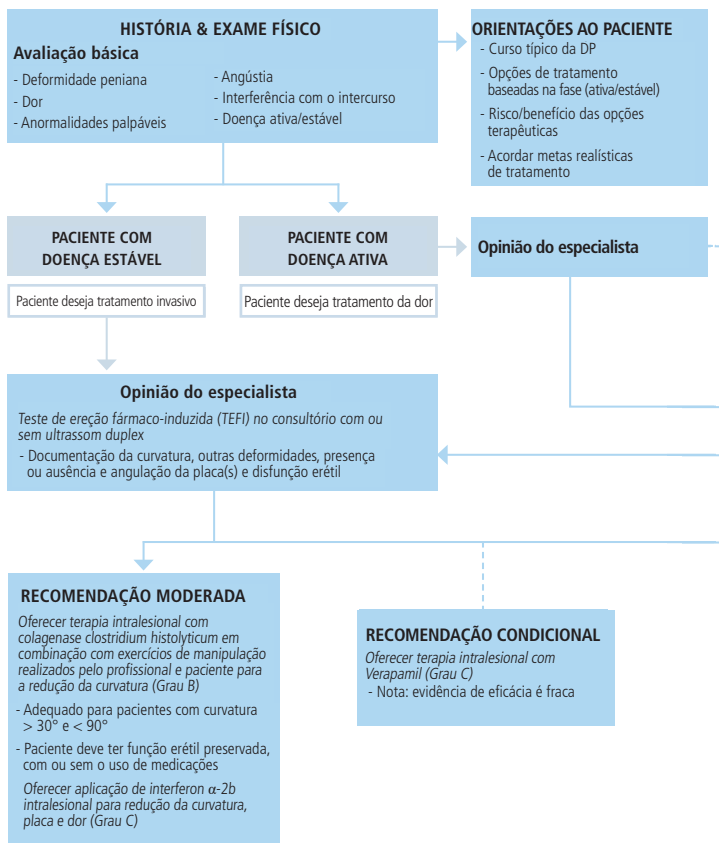 HISTÓRIA & EXAME FÍSICO
Avaliação básica
- Deformidade peniana
- Dor
- Anormalidades palpáveis
- Angústia
- Interferência com o intercurso
- Doença ativa/estável
ORIENTAÇÕES AO PACIENTE
- Curso típico da DP
- Opções de tratamento
baseadas na fase (ativa/estável)
- Risco/benefício das opções
terapêuticas
- Acordar metas realísticas
de tratamento
PACIENTE COM
DOENÇA ESTÁVEL
Paciente deseja tratamento invasivo
PACIENTE COM
DOENÇA ATIVA
Paciente deseja tratamento da dor
Opinião do especialista
Opinião do especialista
Teste de ereção fármaco-induzida (TEFI) no consultório com ou
sem ultrassom duplex
- Documentação da curvatura, outras deformidades, presença
ou ausência e angulação da placa(s) e disfunção erétil
RECOMENDAÇÃO MODERADA
Oferecer terapia intralesional com
colagenase clostridium histolyticum em
combinação com exercícios de manipulação
realizados pelo profissional e paciente para
a redução da curvatura (Grau B)
- Adequado para pacientes com curvatura
> 30° e < 90°
- Paciente deve ter função erétil preservada,
com ou sem o uso de medicações
Oferecer aplicação de interferon α-2b
intralesional para redução da curvatura,
placa e dor (Grau C)
RECOMENDAÇÃO CONDICIONAL
Oferecer terapia intralesional com
Verapamil (Grau C)
- Nota: evidência de eficácia é fraca